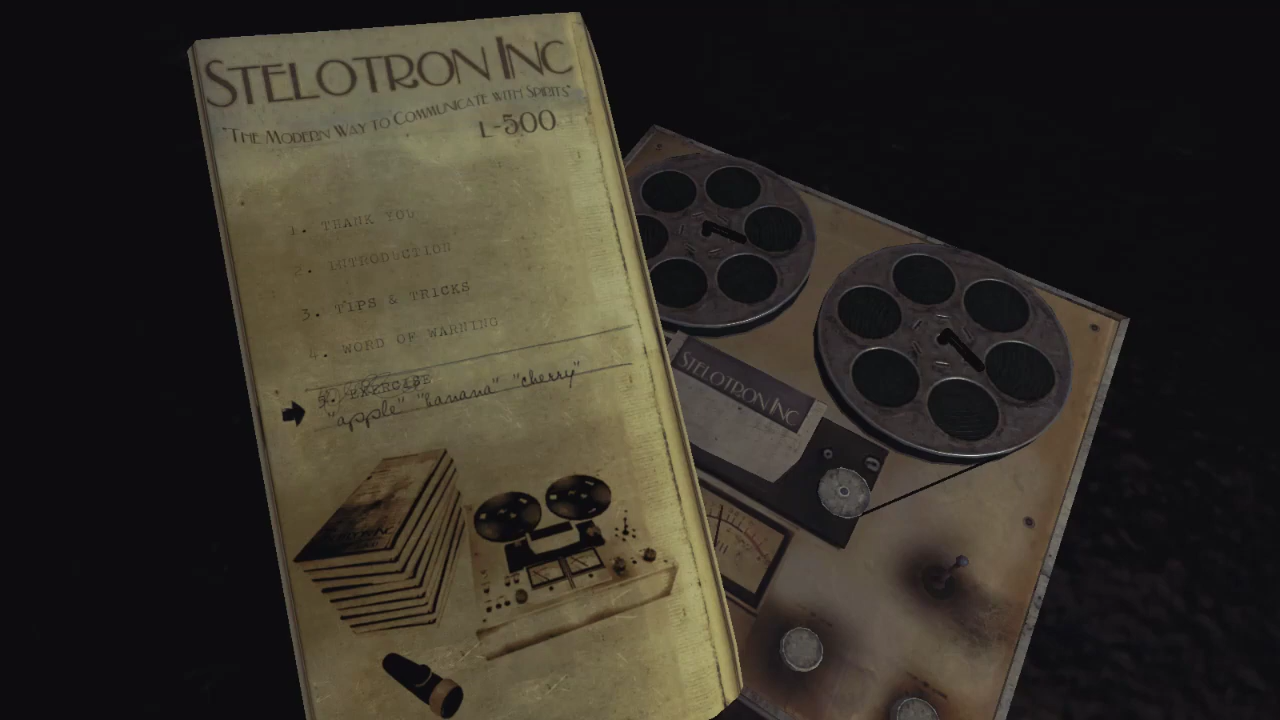 STELOTRON INC
"THE MODERN WAY TO COMMUNICATE WITH SPIRITS"
L-500
1. THANK YOU
2. INTRODUCTION
3. TIPS & TRICKS
4. WORD OF WARNING
5. EXERCISE
"apple" "banana" "cherry"
STELOTRON INC